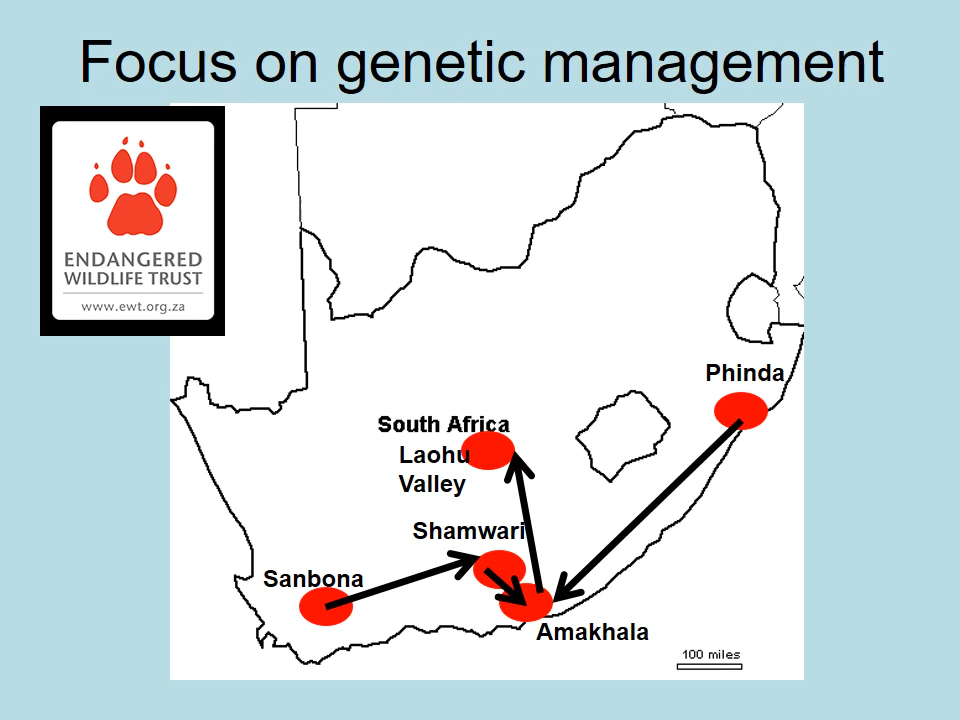 Focus on genetic management
ENDANGERED
WILDLIFE TRUST
www.ewt.org.za
Phinda
South Africa
Laohu
Valley
Shamwari
Sanbona
Amakhala
100 miles